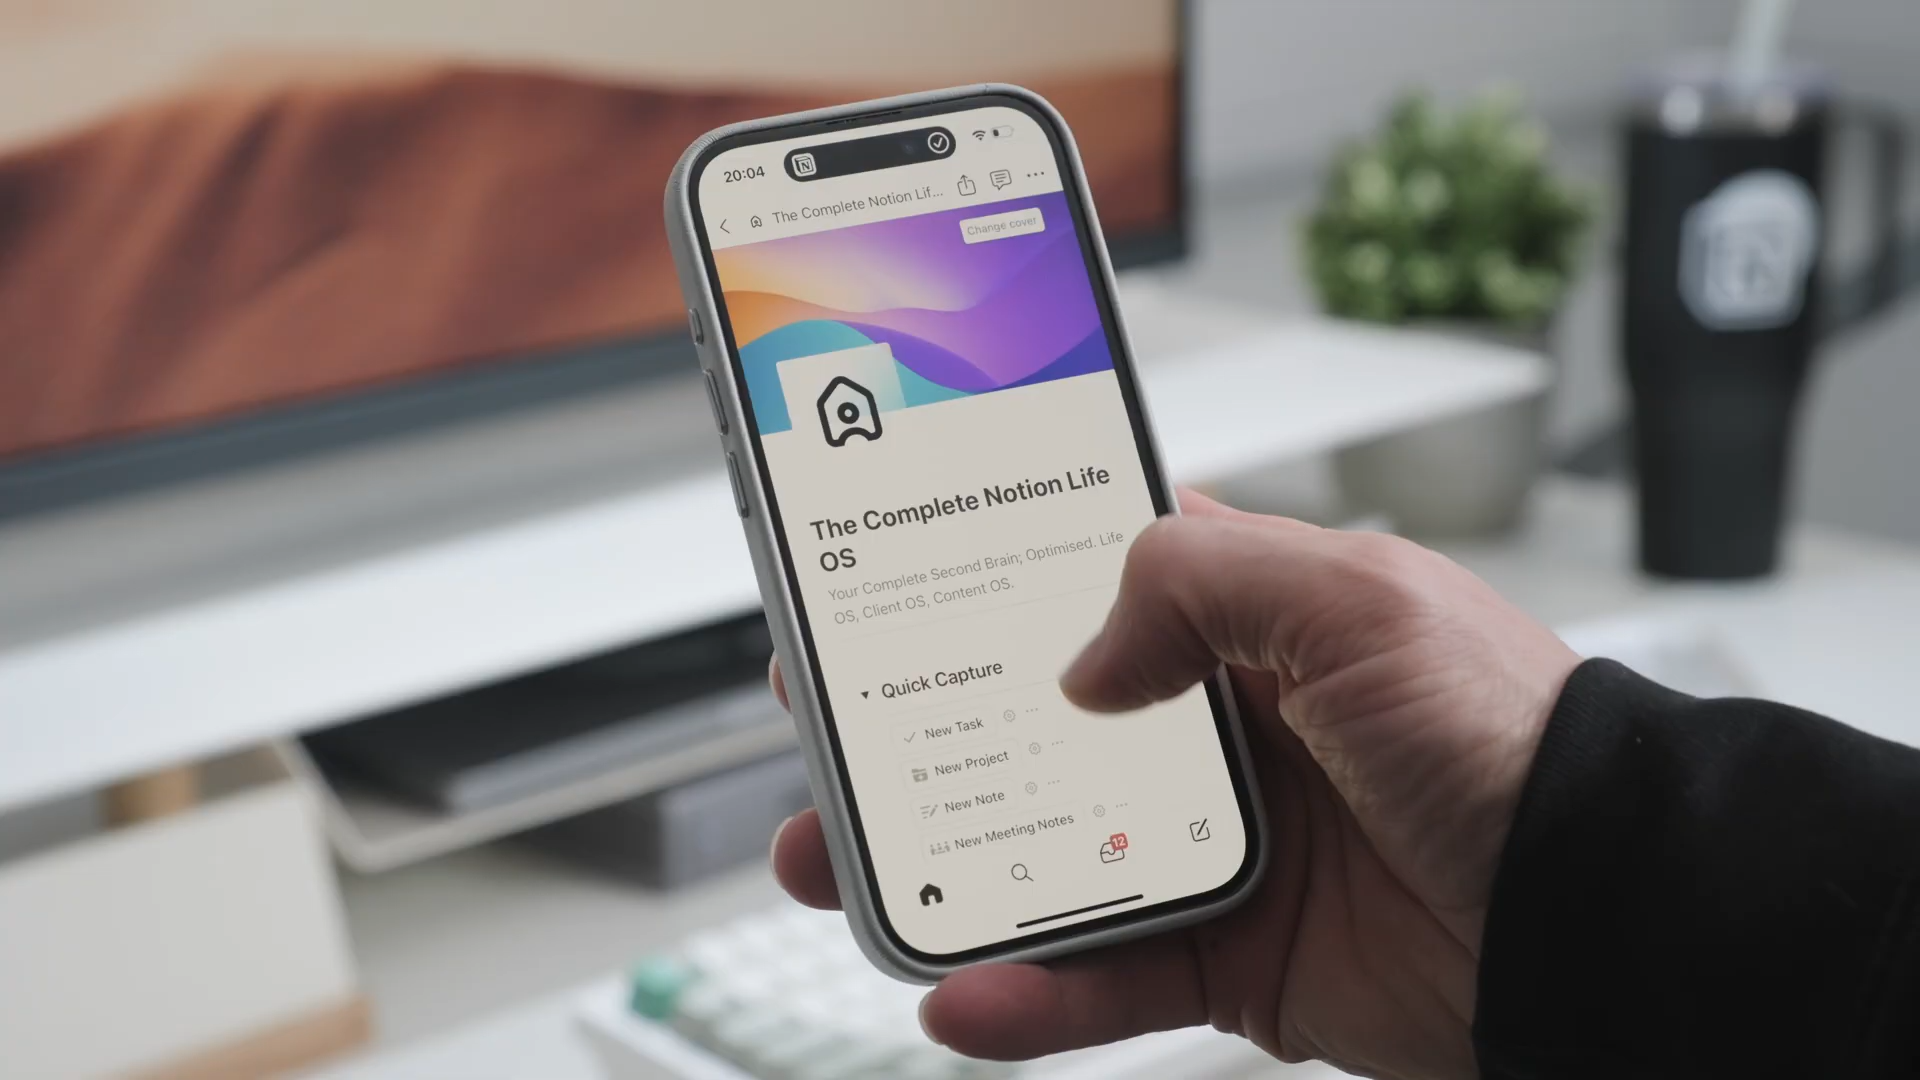 20:04
The Complete Notion Lif...
Change cover
The Complete Notion Life
OS
Your Complete Second Brain; Optimised. Life
OS, Client OS, Content OS.
Quick Capture
New Task
New Project
New Note
New Meeting Notes
12